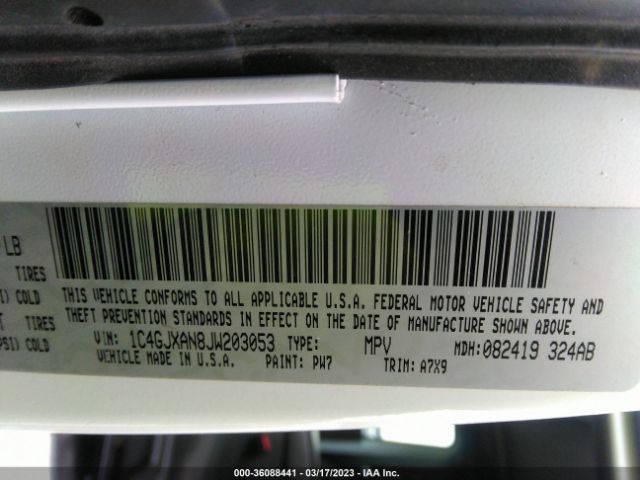 LB
TIRES
I) COLD
TIRES
PSI) COLD
THIS VEHICLE CONFORMS TO ALL APPLICABLE U.S.A. FEDERAL MOTOR VEHICLE SAFETY AND
THEFT PREVENTION STANDARDS IN EFFECT ON THE DATE OF MANUFACTURE SHOWN ABOVE.
VIN: 1C4GJXAN8JW203053 TYPE: MPV MDH:082419 324AB
VEHICLE MADE IN U.S.A. PAINT: PW7 TRIM: A7X9
000-36088441 — 03/17/2023 — IAA Inc.